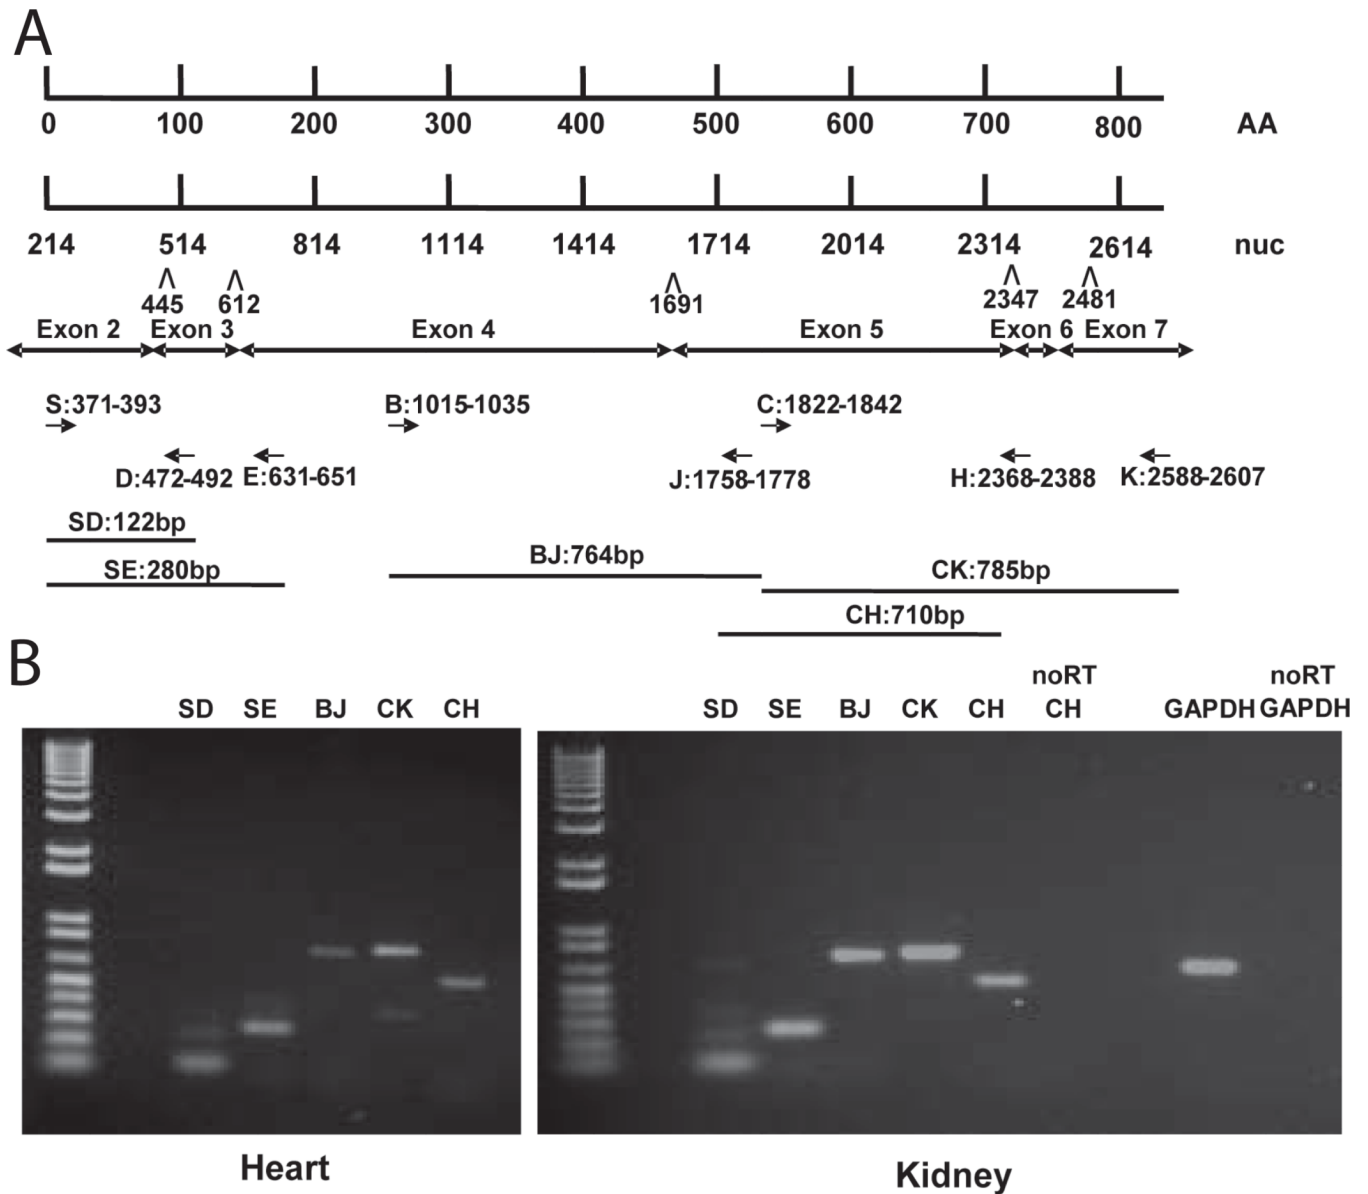 A
0 100 200 300 400 500 600 700 800 AA
214 514 814 1114 1414 1714 2014 2314 2614 nuc
445 612 1691 2347 2481
Exon 2 Exon 3 Exon 4 Exon 5 Exon 6 Exon 7
S:371-393 B:1015-1035 C:1822-1842
D:472-492 E:631-651 J:1758-1778 H:2368-2388 K:2588-2607
SD:122bp
SE:280bp BJ:764bp CK:785bp
CH:710bp
B
noRT noRT
SD SE BJ CK CH SD SE BJ CK CH CH GAPDH GAPDH
Heart Kidney